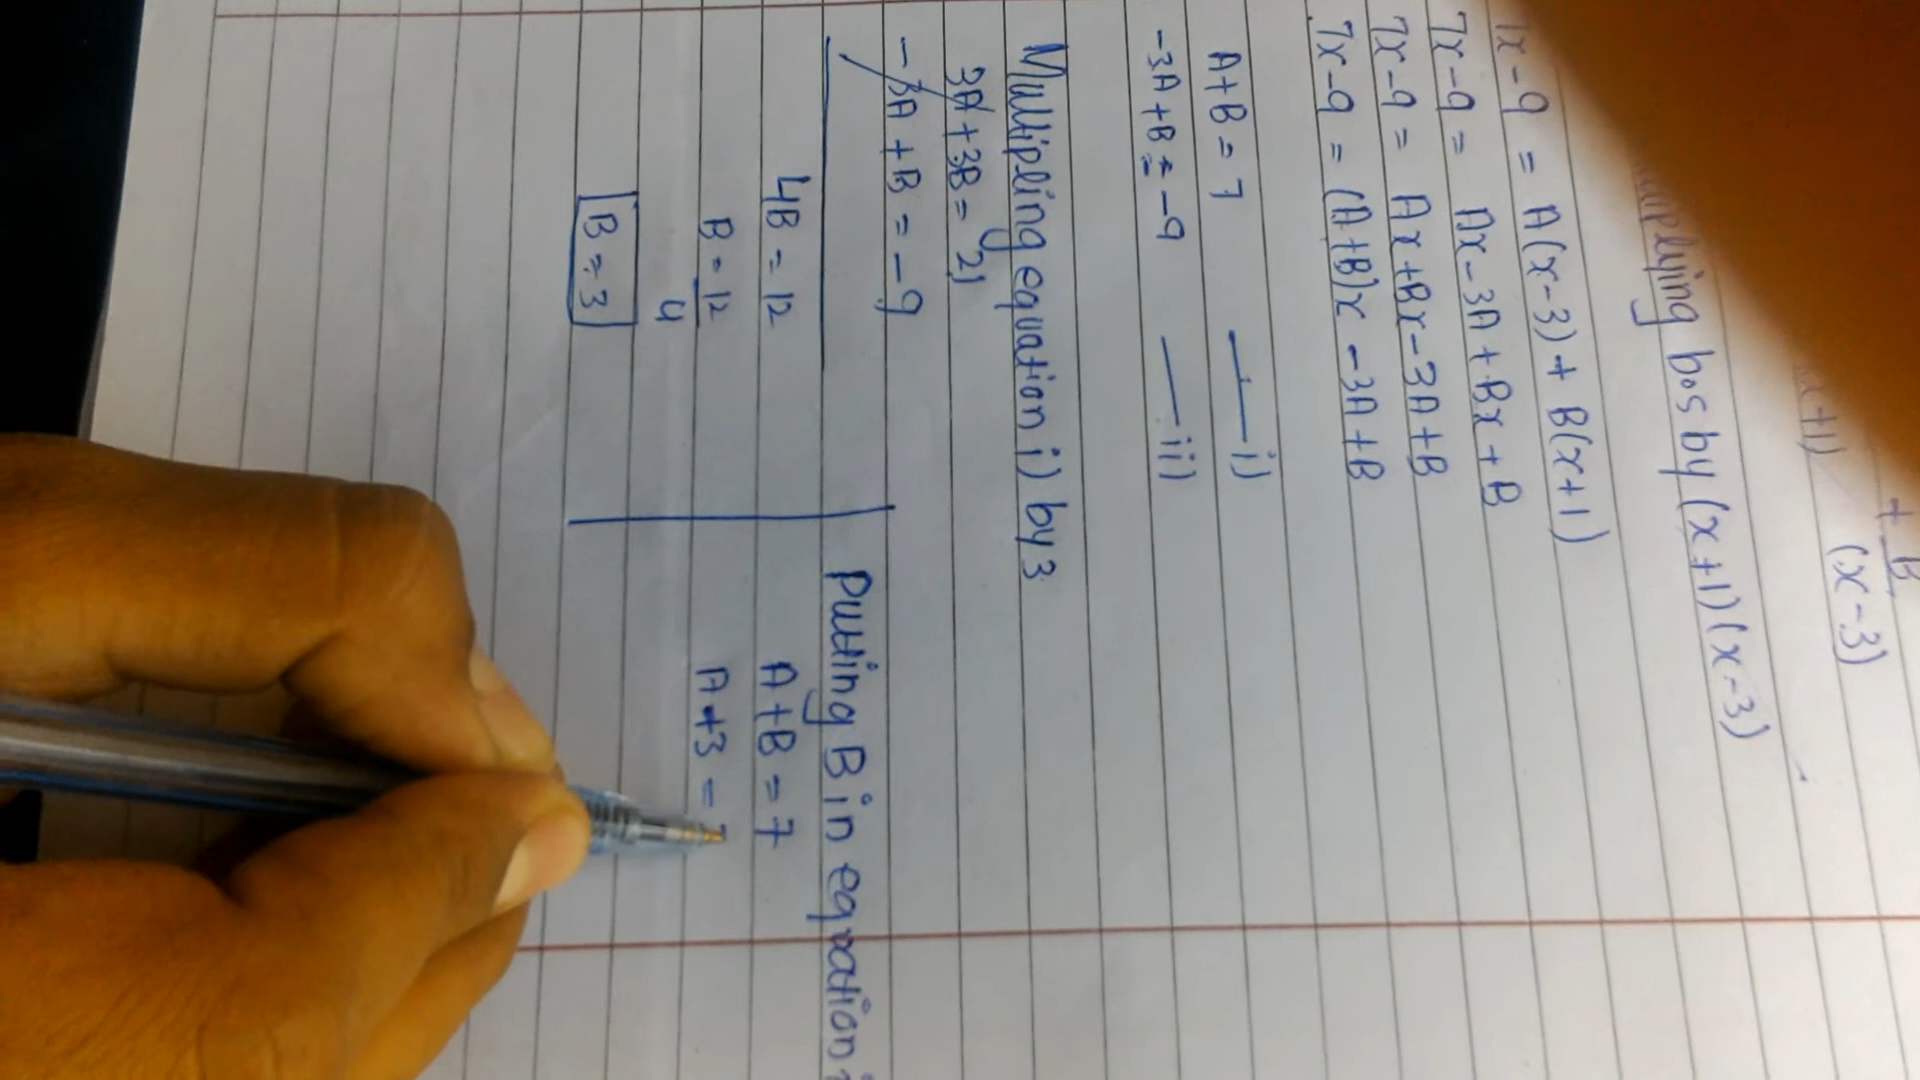 + B
(x+1) (x-3)
multiplying b.s by (x+1)(x-3)
7x-9 = A(x-3) + B(x+1)
7x-9 = Ax-3A + Bx + B
7x-9 = Ax+Bx-3A+B
7x-9 = (A+B)x -3A+B
A+B = 7 —— i)
-3A+B = -9 —— ii)
Multipling equation i) by 3
3A + 3B = 21
-3A + B = -9
4B = 12
B = 12
4
B = 3
Putting B in equation
A+B = 7
A+3 = 7